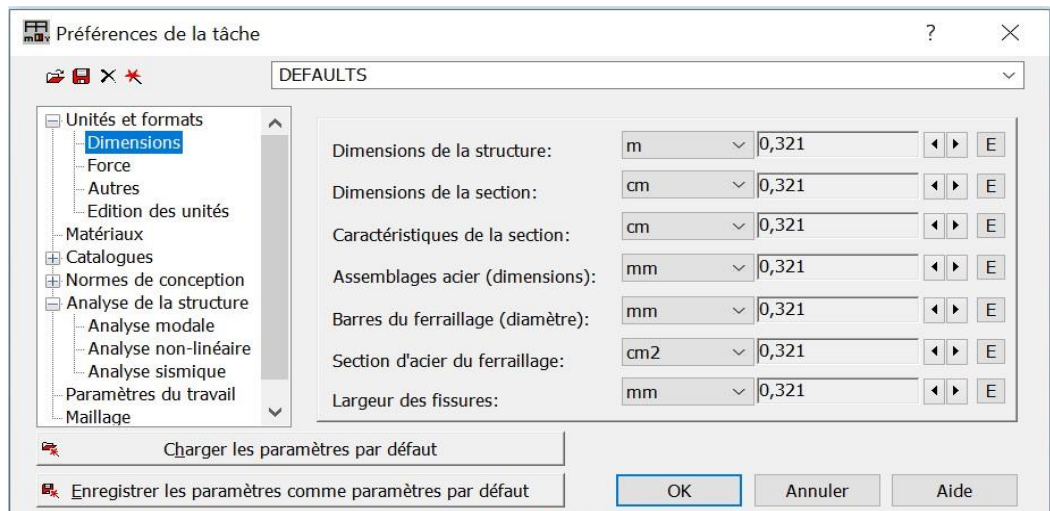 Préférences de la tâche
?
DEFAULTS
Unités et formats
Dimensions
Force
Autres
Edition des unités
Matériaux
Catalogues
Normes de conception
Analyse de la structure
Analyse modale
Analyse non-linéaire
Analyse sismique
Paramètres du travail
Maillage
Dimensions de la structure: m 0,321 E
Dimensions de la section: cm 0,321 E
Caractéristiques de la section: cm 0,321 E
Assemblages acier (dimensions): mm 0,321 E
Barres du ferraillage (diamètre): mm 0,321 E
Section d'acier du ferraillage: cm2 0,321 E
Largeur des fissures: mm 0,321 E
Charger les paramètres par défaut
Enregistrer les paramètres comme paramètres par défaut
OK Annuler Aide